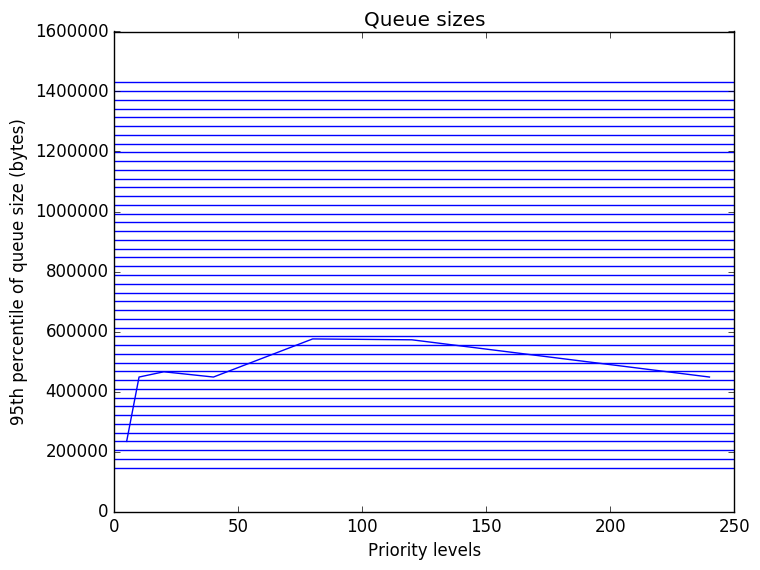 Queue sizes
1600000
1400000
1200000
1000000
800000
600000
400000
200000
0
95th percentile of queue size (bytes)
0 50 100 150 200 250
Priority levels